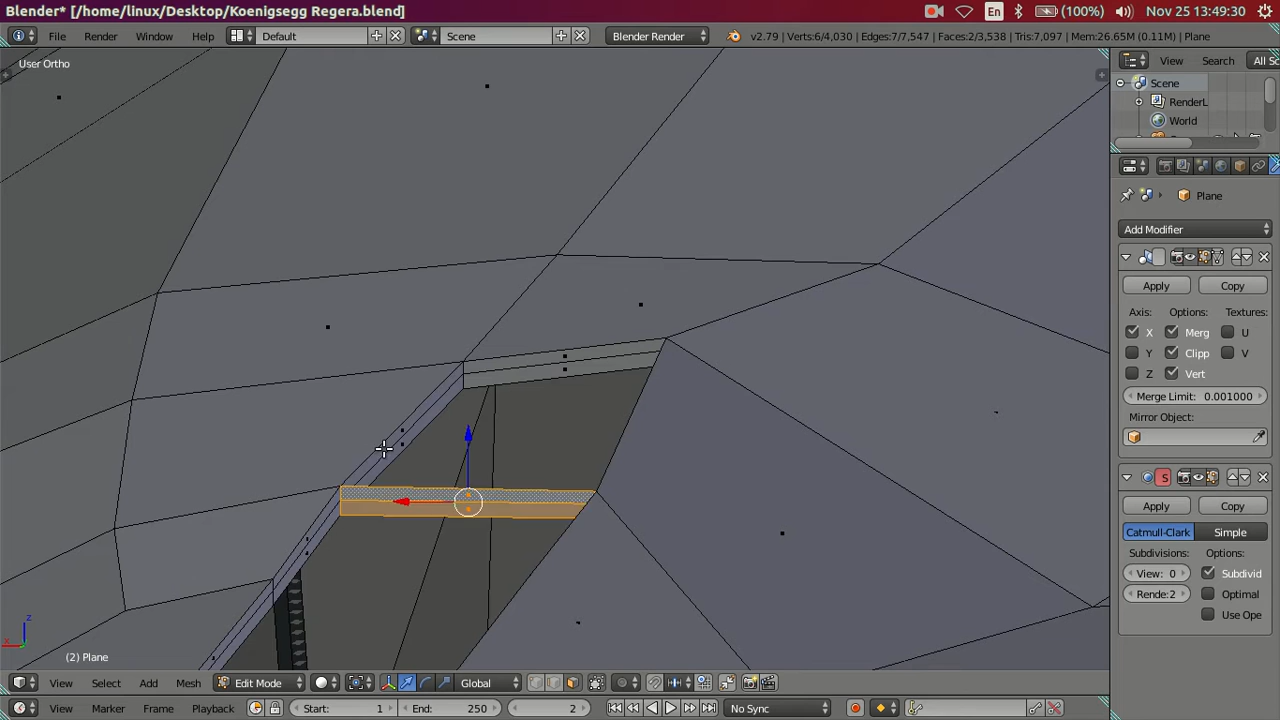 Blender* [/home/linux/Desktop/Koenigsegg Regera.blend]
En (100%) Nov 25 13:49:30
File Render Window Help Default Scene Blender Render v2.79 | Verts:6/4,030 | Edges:7/7,547 | Faces:2/3,538 | Tris:7,097 | Mem:26.65M (0.11M) | Plane
User Ortho
View Search All Sc
Scene
RenderL
World
Plane
Add Modifier
Apply Copy
Axis: Options: Textures:
X Merg U
Y Clipp V
Z Vert
Merge Limit: 0.001000
Mirror Object:
S
Apply Copy
Catmull-Clark Simple
Subdivisions: Options:
View: 0 Subdivid
Rende:2 Optimal
Use Ope
z
x
(2) Plane
View Select Add Mesh Edit Mode Global
View Marker Frame Playback Start: 1 End: 250 2 No Sync